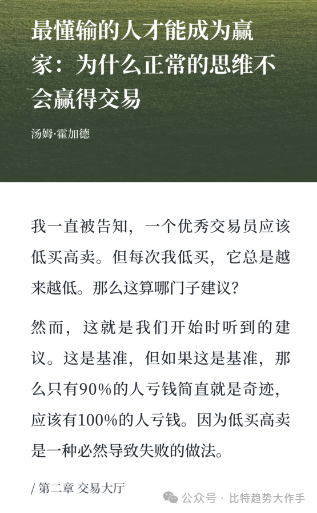 最懂输的人才能成为赢
家：为什么正常的思维不
会赢得交易
汤姆·霍加德
我一直被告知，一个优秀交易员应该
低买高卖。但每次我低买，它总是越
来越低。那么这算哪门子建议？
然而，这就是我们开始时听到的建
议。这是基准，但如果这是基准，那
么只有90%的人亏钱简直就是奇迹，
应该有100%的人亏钱。因为低买高卖
是一种必然导致失败的做法。
/ 第二章 交易大厅
公众号 · 比特趋势大作手